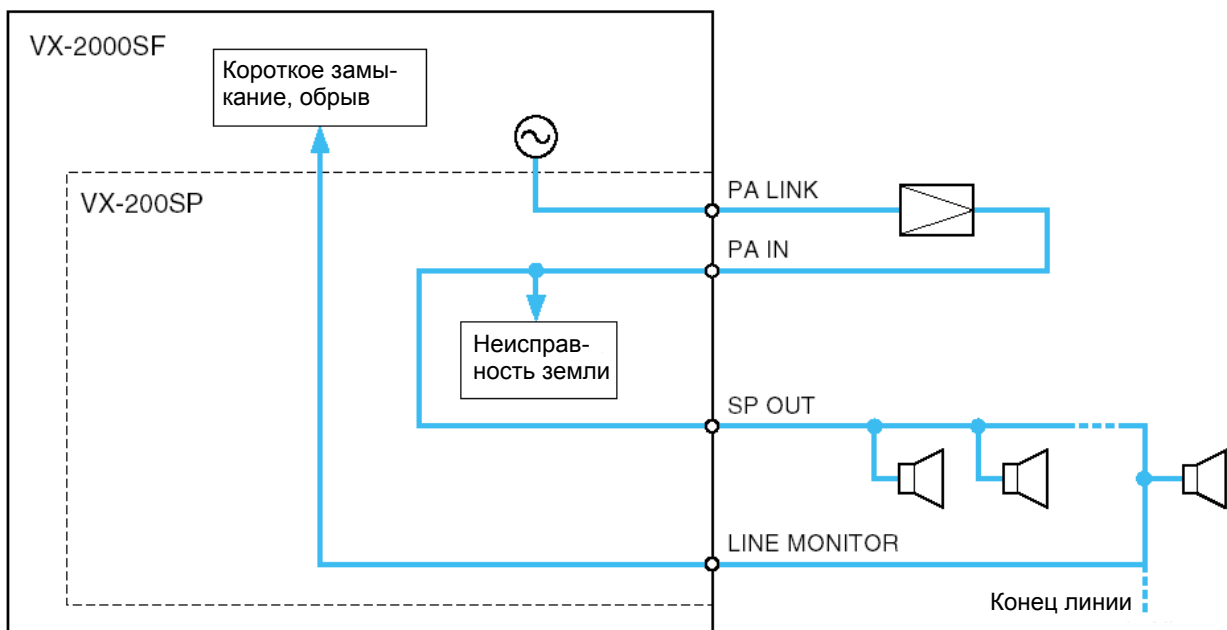 VX-2000SF
Короткое замы-
кание, обрыв
VX-200SP
PA LINK
PA IN
Неисправ-
ность земли
SP OUT
LINE MONITOR
Конец линии